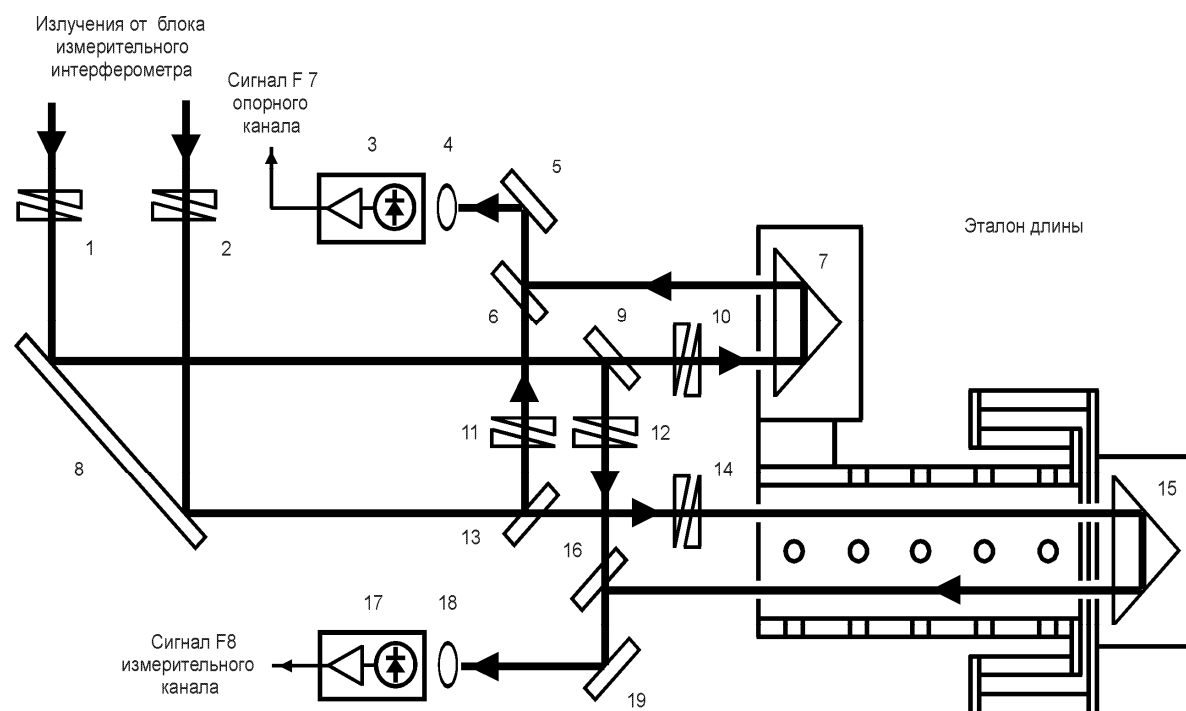 Излучения от блока
измерительного
интерферометра
Сигнал F 7
опорного
канала
3
4
5
Эталон длины
1
2
7
6
9
10
8
11
12
14
15
13
16
17
18
Сигнал F8
измерительного
канала
19